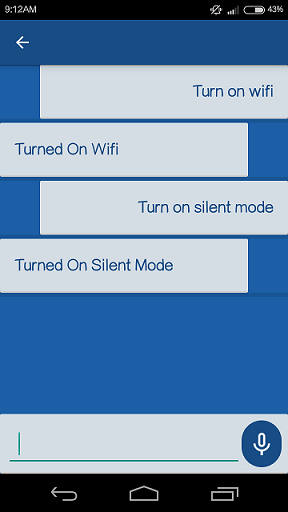 9:12AM 43%
Turn on wifi
Turned On Wifi
Turn on silent mode
Turned On Silent Mode